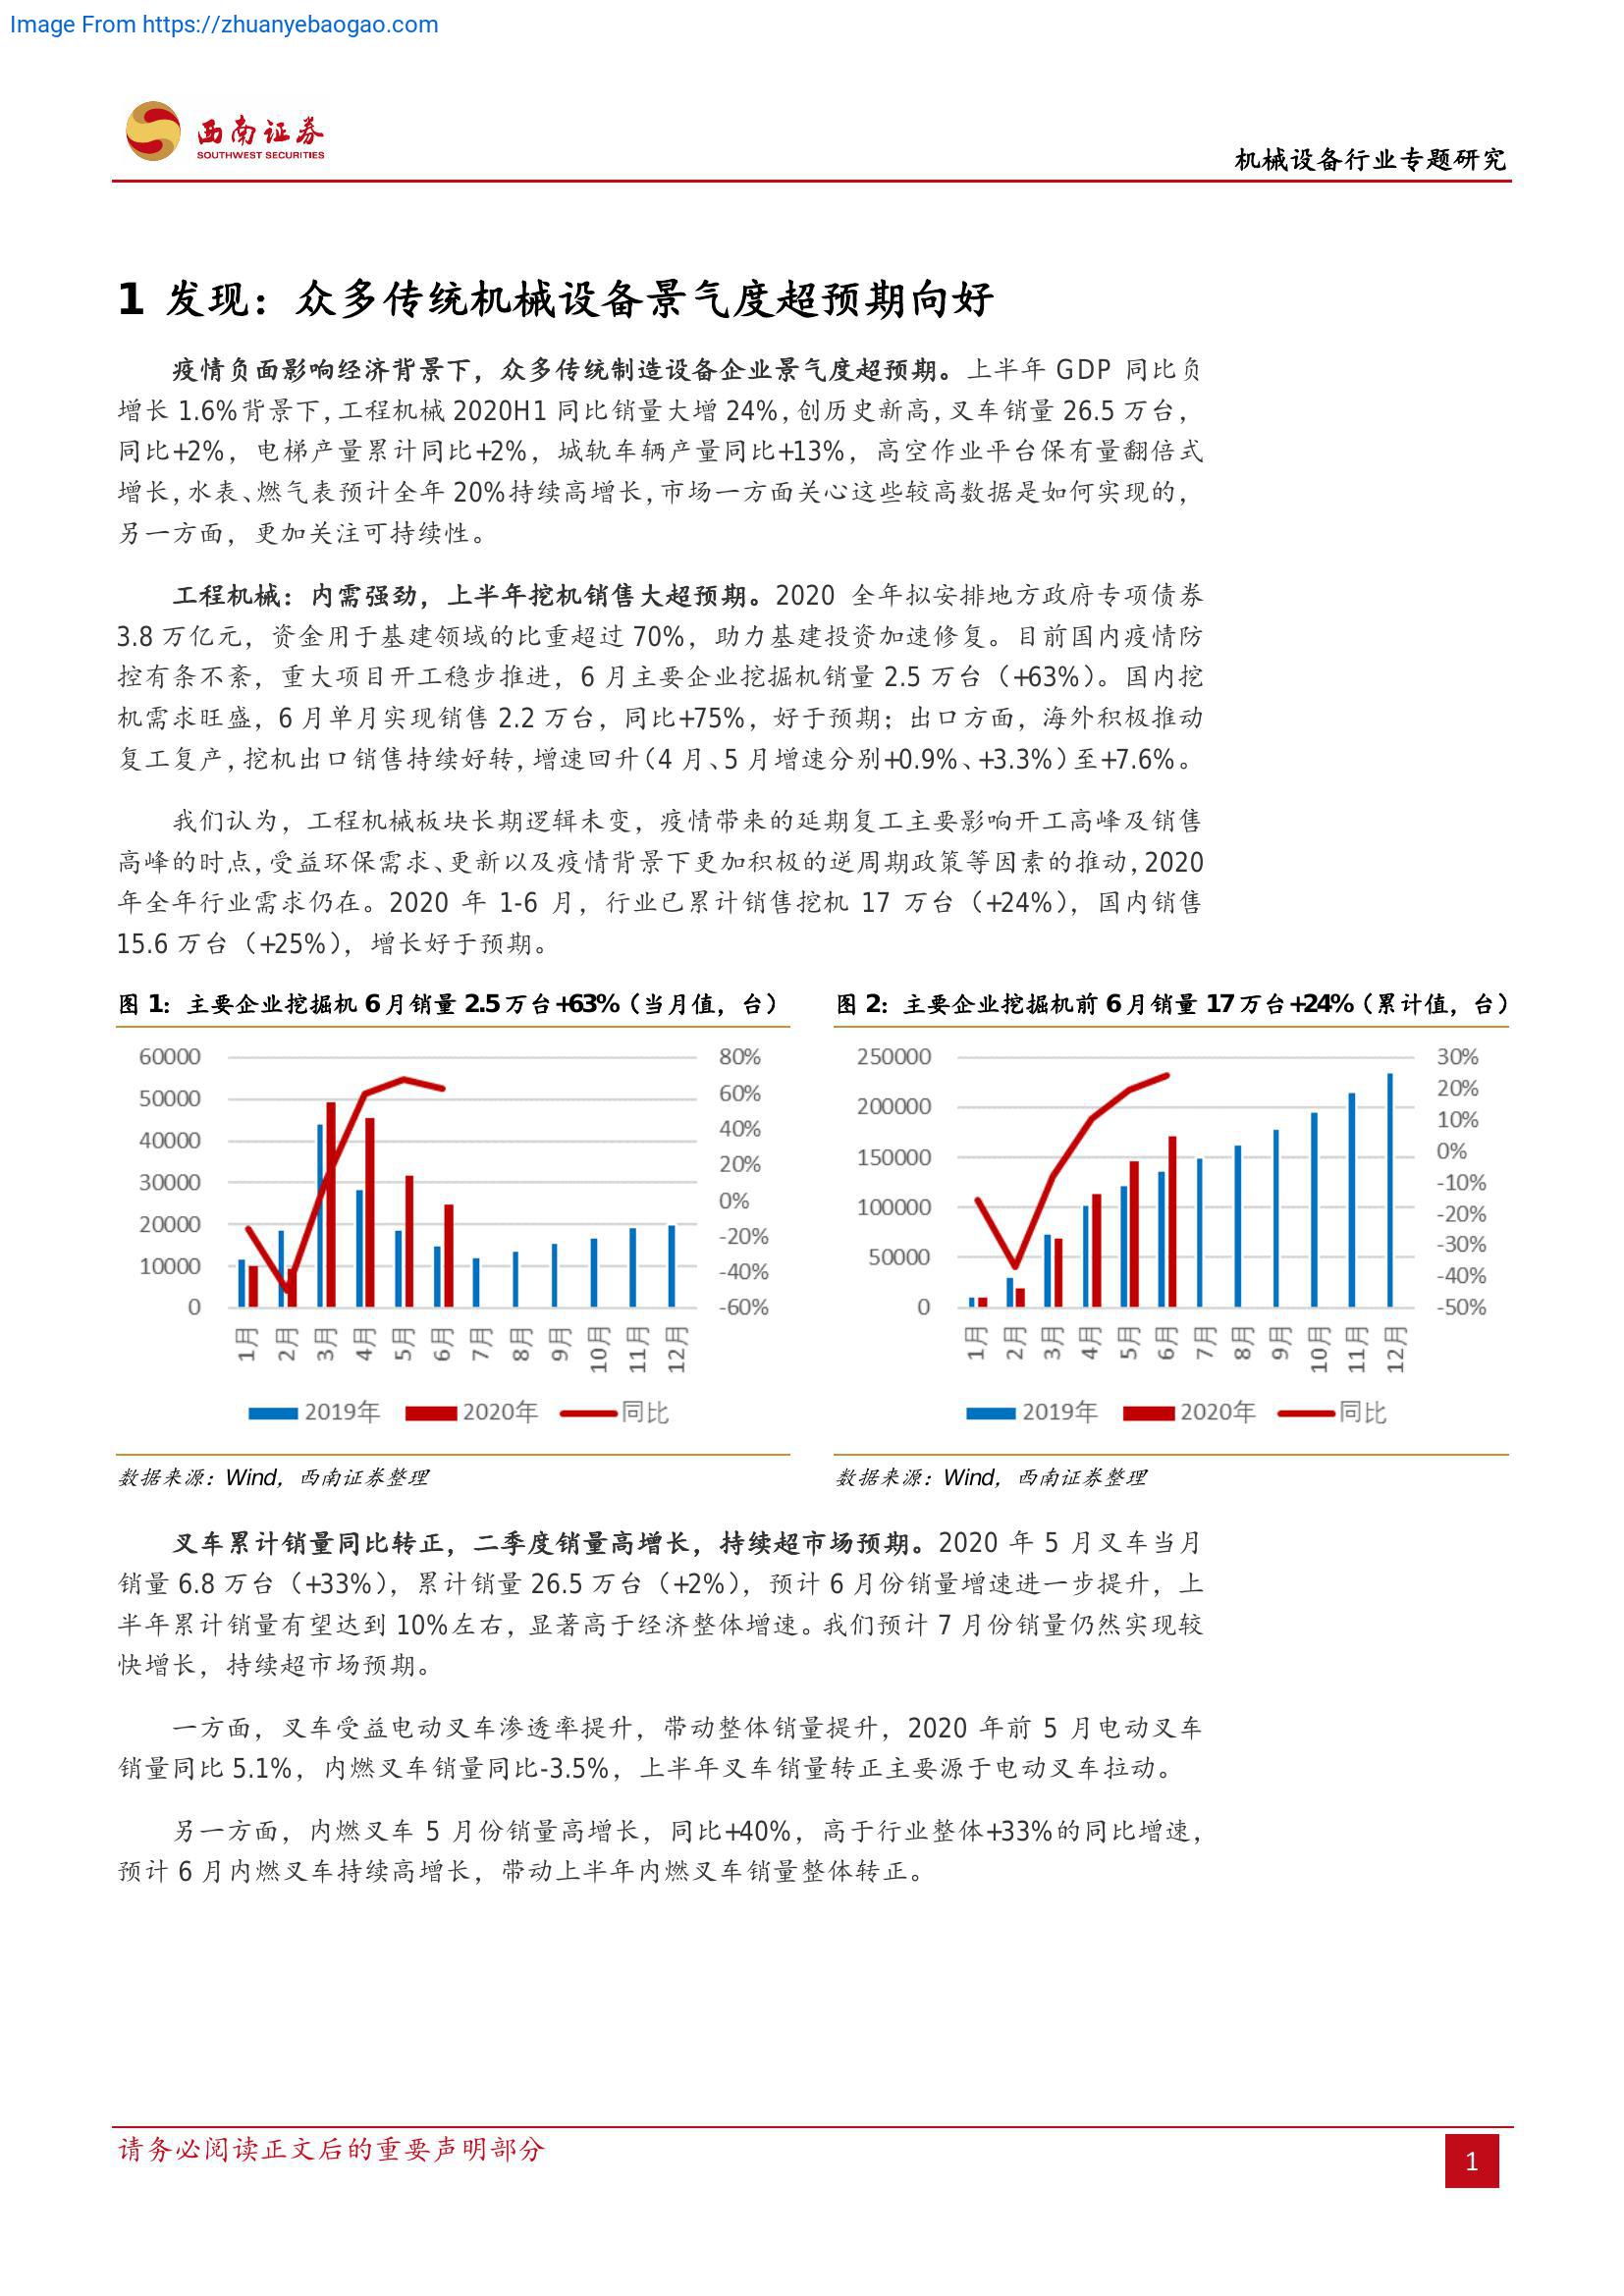 Image From https://zhuanyebaogao.com
西南证券
SOUTHWEST SECURITIES
机械设备行业专题研究
1 发现：众多传统机械设备景气度超预期向好
疫情负面影响经济背景下，众多传统制造设备企业景气度超预期。上半年 GDP 同比负
增长 1.6%背景下，工程机械 2020H1 同比销量大增 24%，创历史新高，叉车销量 26.5 万台，
同比+2%，电梯产量累计同比+2%，城轨车辆产量同比+13%，高空作业平台保有量翻倍式
增长，水表、燃气表预计全年 20%持续高增长，市场一方面关心这些较高数据是如何实现的，
另一方面，更加关注可持续性。
工程机械：内需强劲，上半年挖机销售大超预期。2020 全年拟安排地方政府专项债券
3.8 万亿元，资金用于基建领域的比重超过 70%，助力基建投资加速修复。目前国内疫情防
控有条不紊，重大项目开工稳步推进，6 月主要企业挖掘机销量 2.5 万台（+63%）。国内挖
机需求旺盛，6 月单月实现销售 2.2 万台，同比+75%，好于预期；出口方面，海外积极推动
复工复产，挖机出口销售持续好转，增速回升（4 月、5 月增速分别+0.9%、+3.3%）至+7.6%。
我们认为，工程机械板块长期逻辑未变，疫情带来的延期复工主要影响开工高峰及销售
高峰的时点，受益环保需求、更新以及疫情背景下更加积极的逆周期政策等因素的推动，2020
年全年行业需求仍在。2020 年 1-6 月，行业已累计销售挖机 17 万台（+24%），国内销售
15.6 万台（+25%），增长好于预期。
图 1：主要企业挖掘机 6 月销量 2.5 万台+63%（当月值，台）
60000
50000
40000
30000
20000
10000
0
80%
60%
40%
20%
0%
-20%
-40%
-60%
1月 2月 3月 4月 5月 6月 7月 8月 9月 10月 11月 12月
2019年 2020年 同比
数据来源：Wind，西南证券整理
图 2：主要企业挖掘机前 6 月销量 17 万台+24%（累计值，台）
250000
200000
150000
100000
50000
0
30%
20%
10%
0%
-10%
-20%
-30%
-40%
-50%
1月 2月 3月 4月 5月 6月 7月 8月 9月 10月 11月 12月
2019年 2020年 同比
数据来源：Wind，西南证券整理
叉车累计销量同比转正，二季度销量高增长，持续超市场预期。2020 年 5 月叉车当月
销量 6.8 万台（+33%），累计销量 26.5 万台（+2%），预计 6 月份销量增速进一步提升，上
半年累计销量有望达到 10%左右，显著高于经济整体增速。我们预计 7 月份销量仍然实现较
快增长，持续超市场预期。
一方面，叉车受益电动叉车渗透率提升，带动整体销量提升，2020 年前 5 月电动叉车
销量同比 5.1%，内燃叉车销量同比-3.5%，上半年叉车销量转正主要源于电动叉车拉动。
另一方面，内燃叉车 5 月份销量高增长，同比+40%，高于行业整体+33%的同比增速，
预计 6 月内燃叉车持续高增长，带动上半年内燃叉车销量整体转正。
请务必阅读正文后的重要声明部分
1